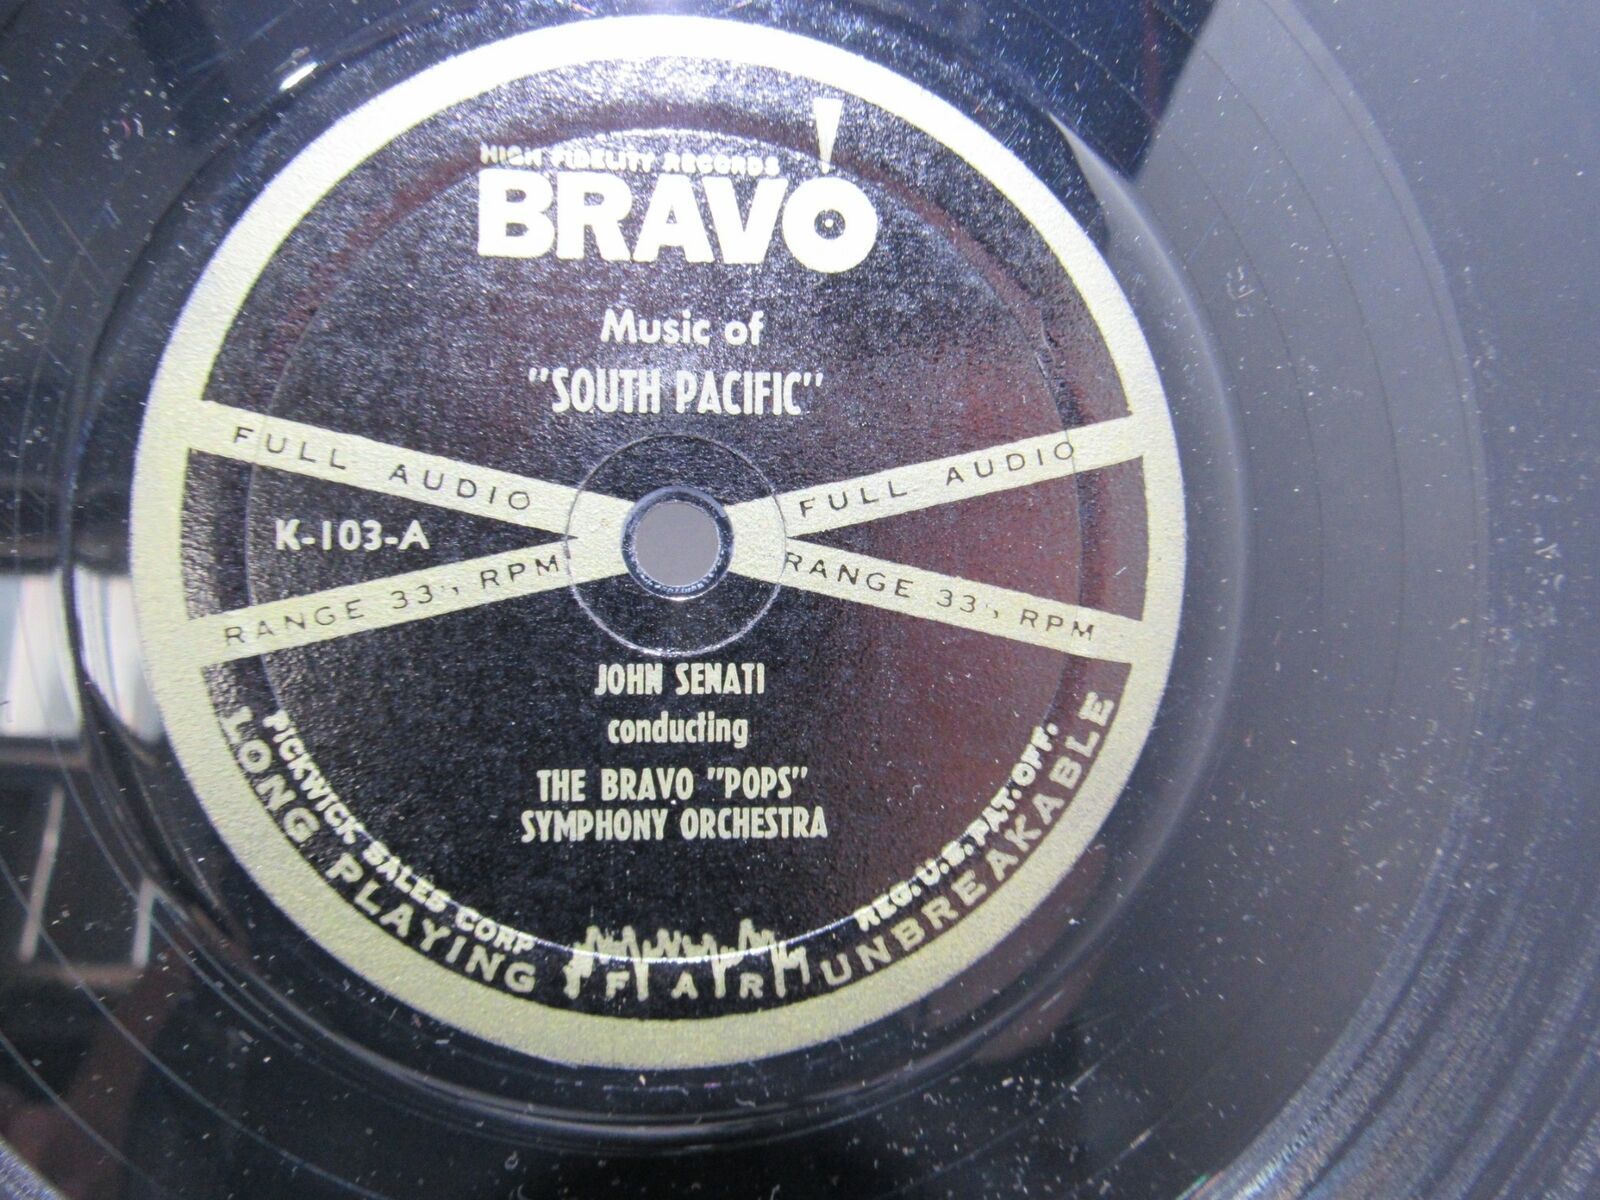 HIGH FIDELITY RECORDS
BRAVO
Music of
"SOUTH PACIFIC"
FULL AUDIO
FULL AUDIO
K-103-A
RANGE 33⅓ RPM
RANGE 33⅓ RPM
JOHN SENATI
conducting
THE BRAVO "POPS"
SYMPHONY ORCHESTRA
PICKWICK SALES CORP
REG. U.S. PAT. OFF.
LONG PLAYING
FAR
UNBREAKABLE